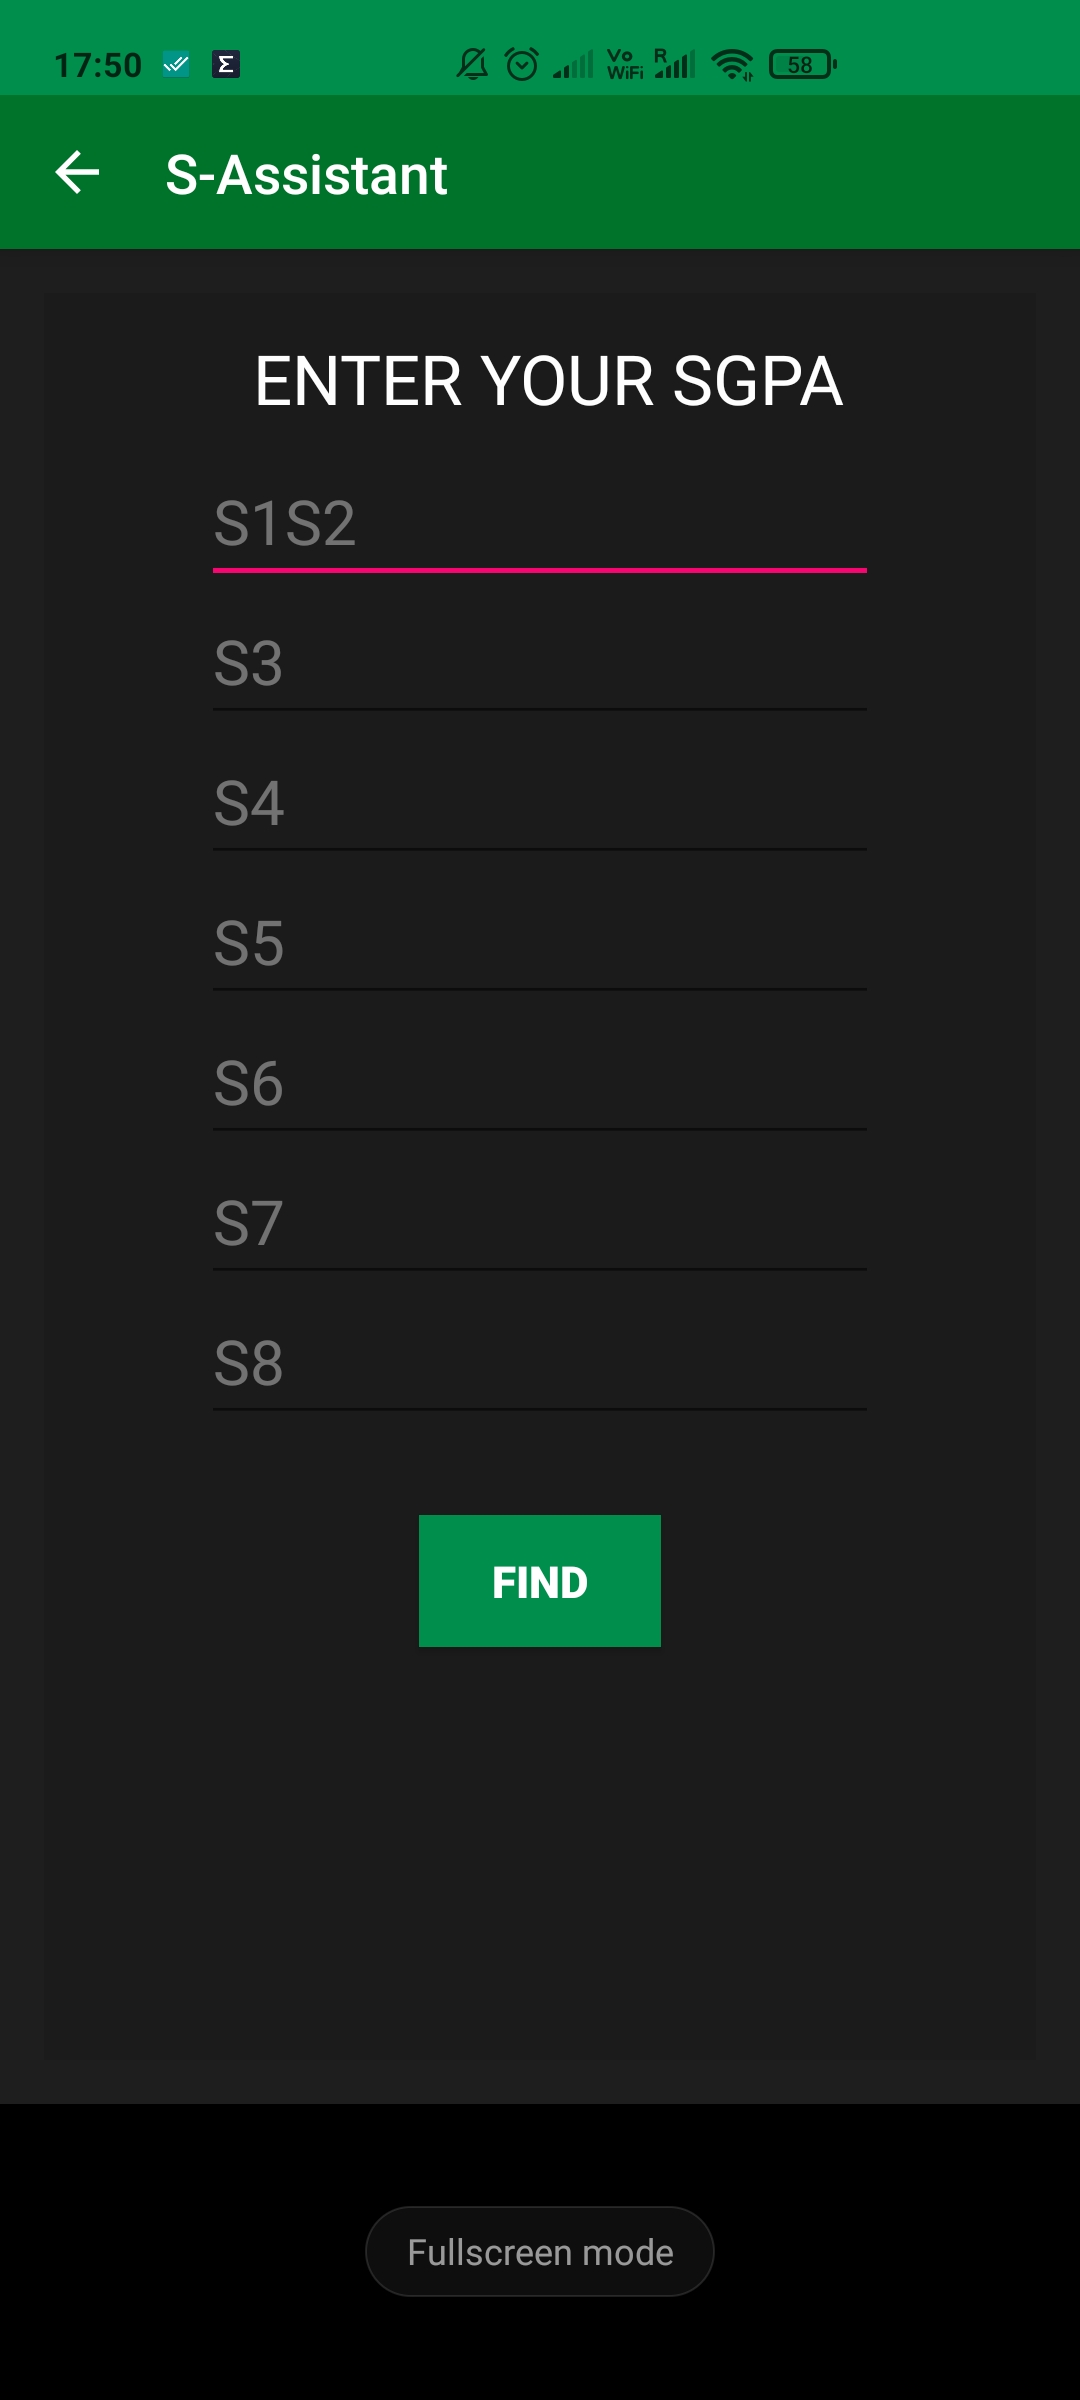 17:50 Vo WiFi R 58
S-Assistant
ENTER YOUR SGPA
S1S2
S3
S4
S5
S6
S7
S8
FIND
Fullscreen mode